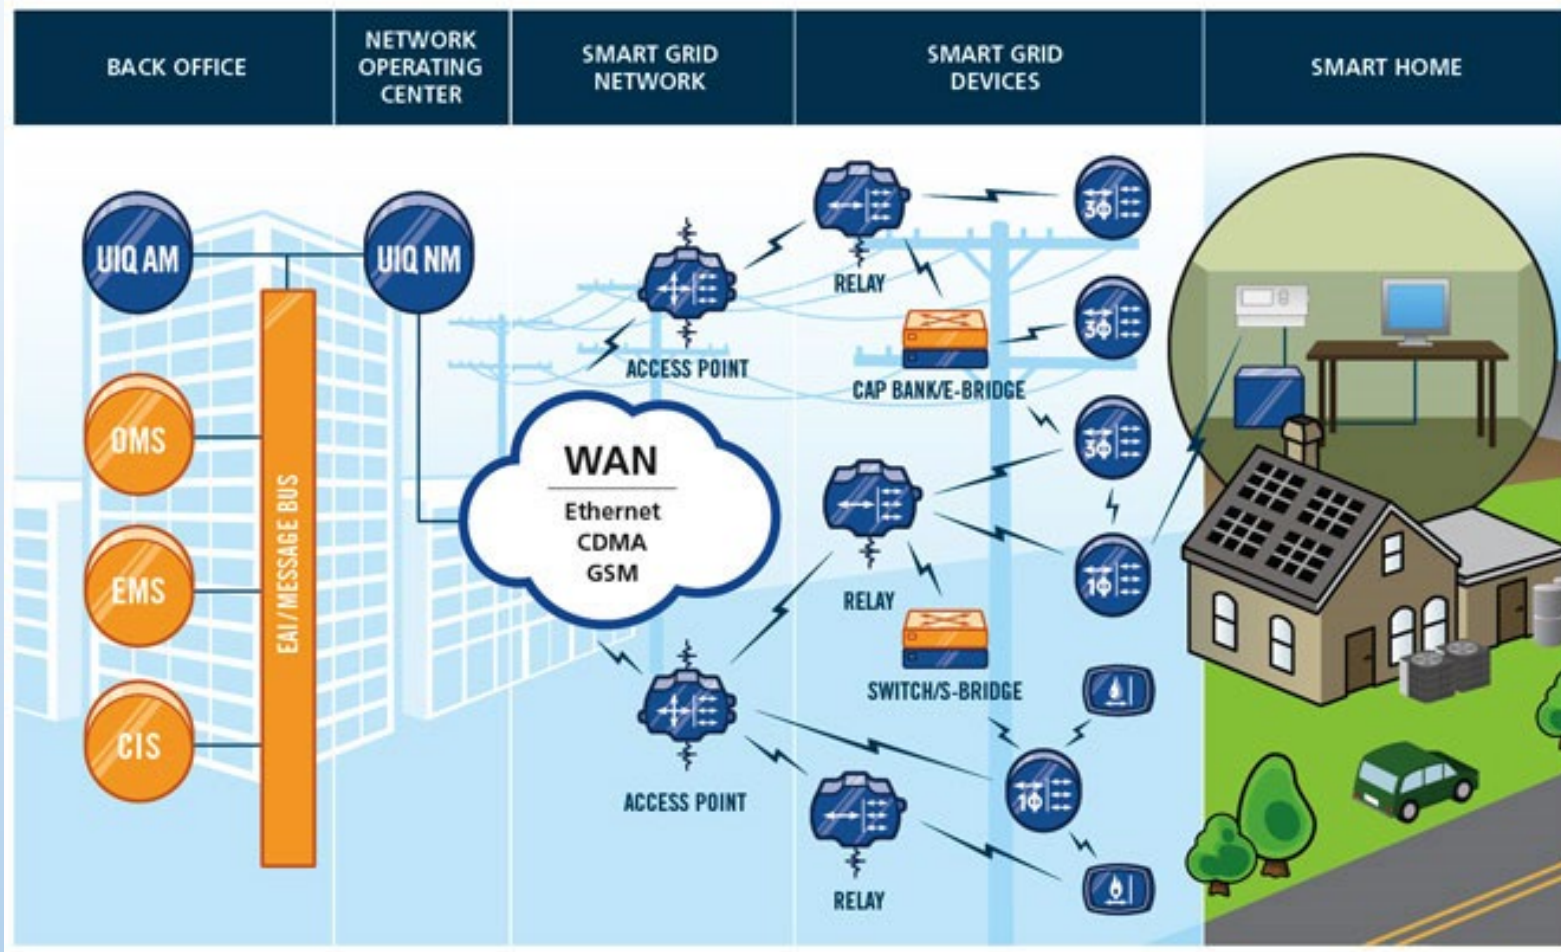 BACK OFFICE
NETWORK
OPERATING
CENTER
SMART GRID
NETWORK
SMART GRID
DEVICES
SMART HOME
UIQ AM
UIQ NM
OMS
EMS
CIS
EAI/MESSAGE BUS
WAN
Ethernet
CDMA
GSM
ACCESS POINT
ACCESS POINT
RELAY
3Φ
CAP BANK/E-BRIDGE
3Φ
3Φ
RELAY
1Φ
SWITCH/S-BRIDGE
1Φ
RELAY